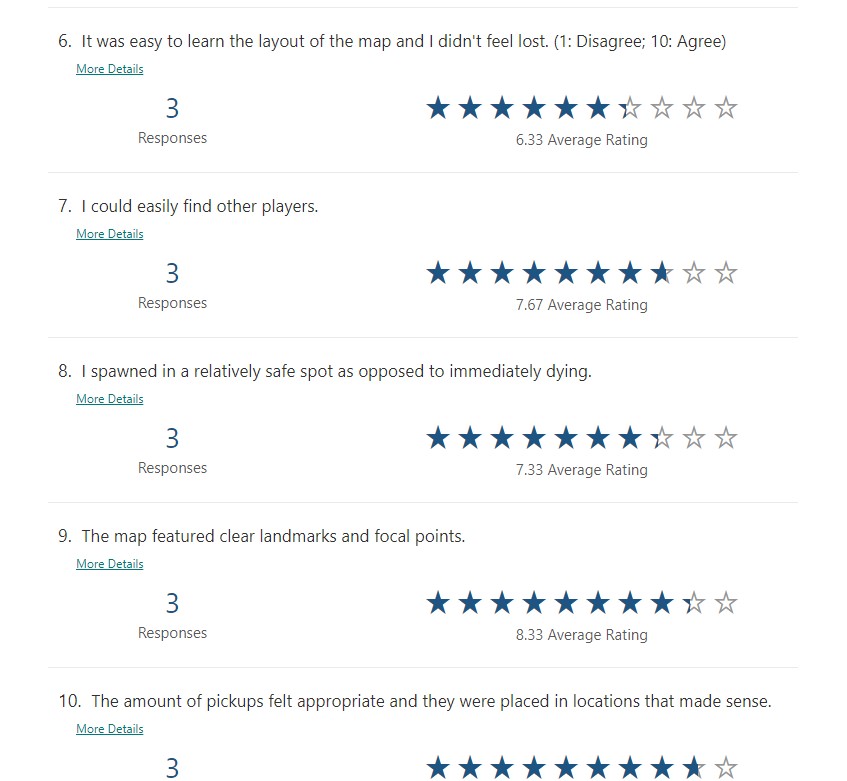 6. It was easy to learn the layout of the map and I didn't feel lost. (1: Disagree; 10: Agree)
More Details
3
Responses
6.33 Average Rating
7. I could easily find other players.
More Details
3
Responses
7.67 Average Rating
8. I spawned in a relatively safe spot as opposed to immediately dying.
More Details
3
Responses
7.33 Average Rating
9. The map featured clear landmarks and focal points.
More Details
3
Responses
8.33 Average Rating
10. The amount of pickups felt appropriate and they were placed in locations that made sense.
More Details
3